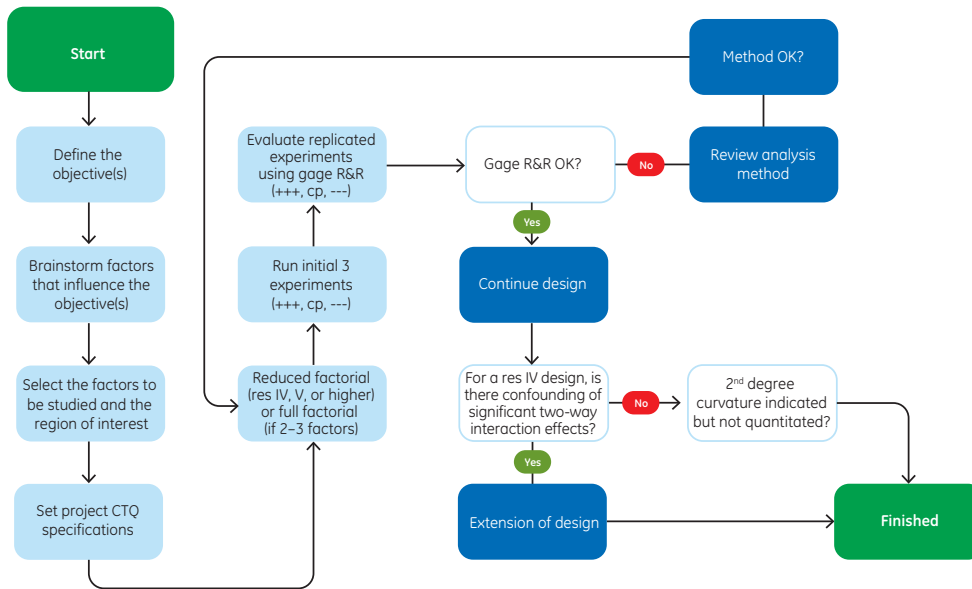 Start
Define the
objective(s)
Brainstorm factors
that influence the
objective(s)
Select the factors to
be studied and the
region of interest
Set project CTQ
specifications
Reduced factorial
(res IV, V, or higher)
or full factorial
(if 2–3 factors)
Run initial 3
experiments
(+++, cp, ---)
Evaluate replicated
experiments
using gage R&R
(+++, cp, ---)
Gage R&R OK?
No
Review analysis
method
Method OK?
Yes
Continue design
For a res IV design, is
there confounding of
significant two-way
interaction effects?
No
2nd degree
curvature indicated
but not quantitated?
Yes
Extension of design
Finished